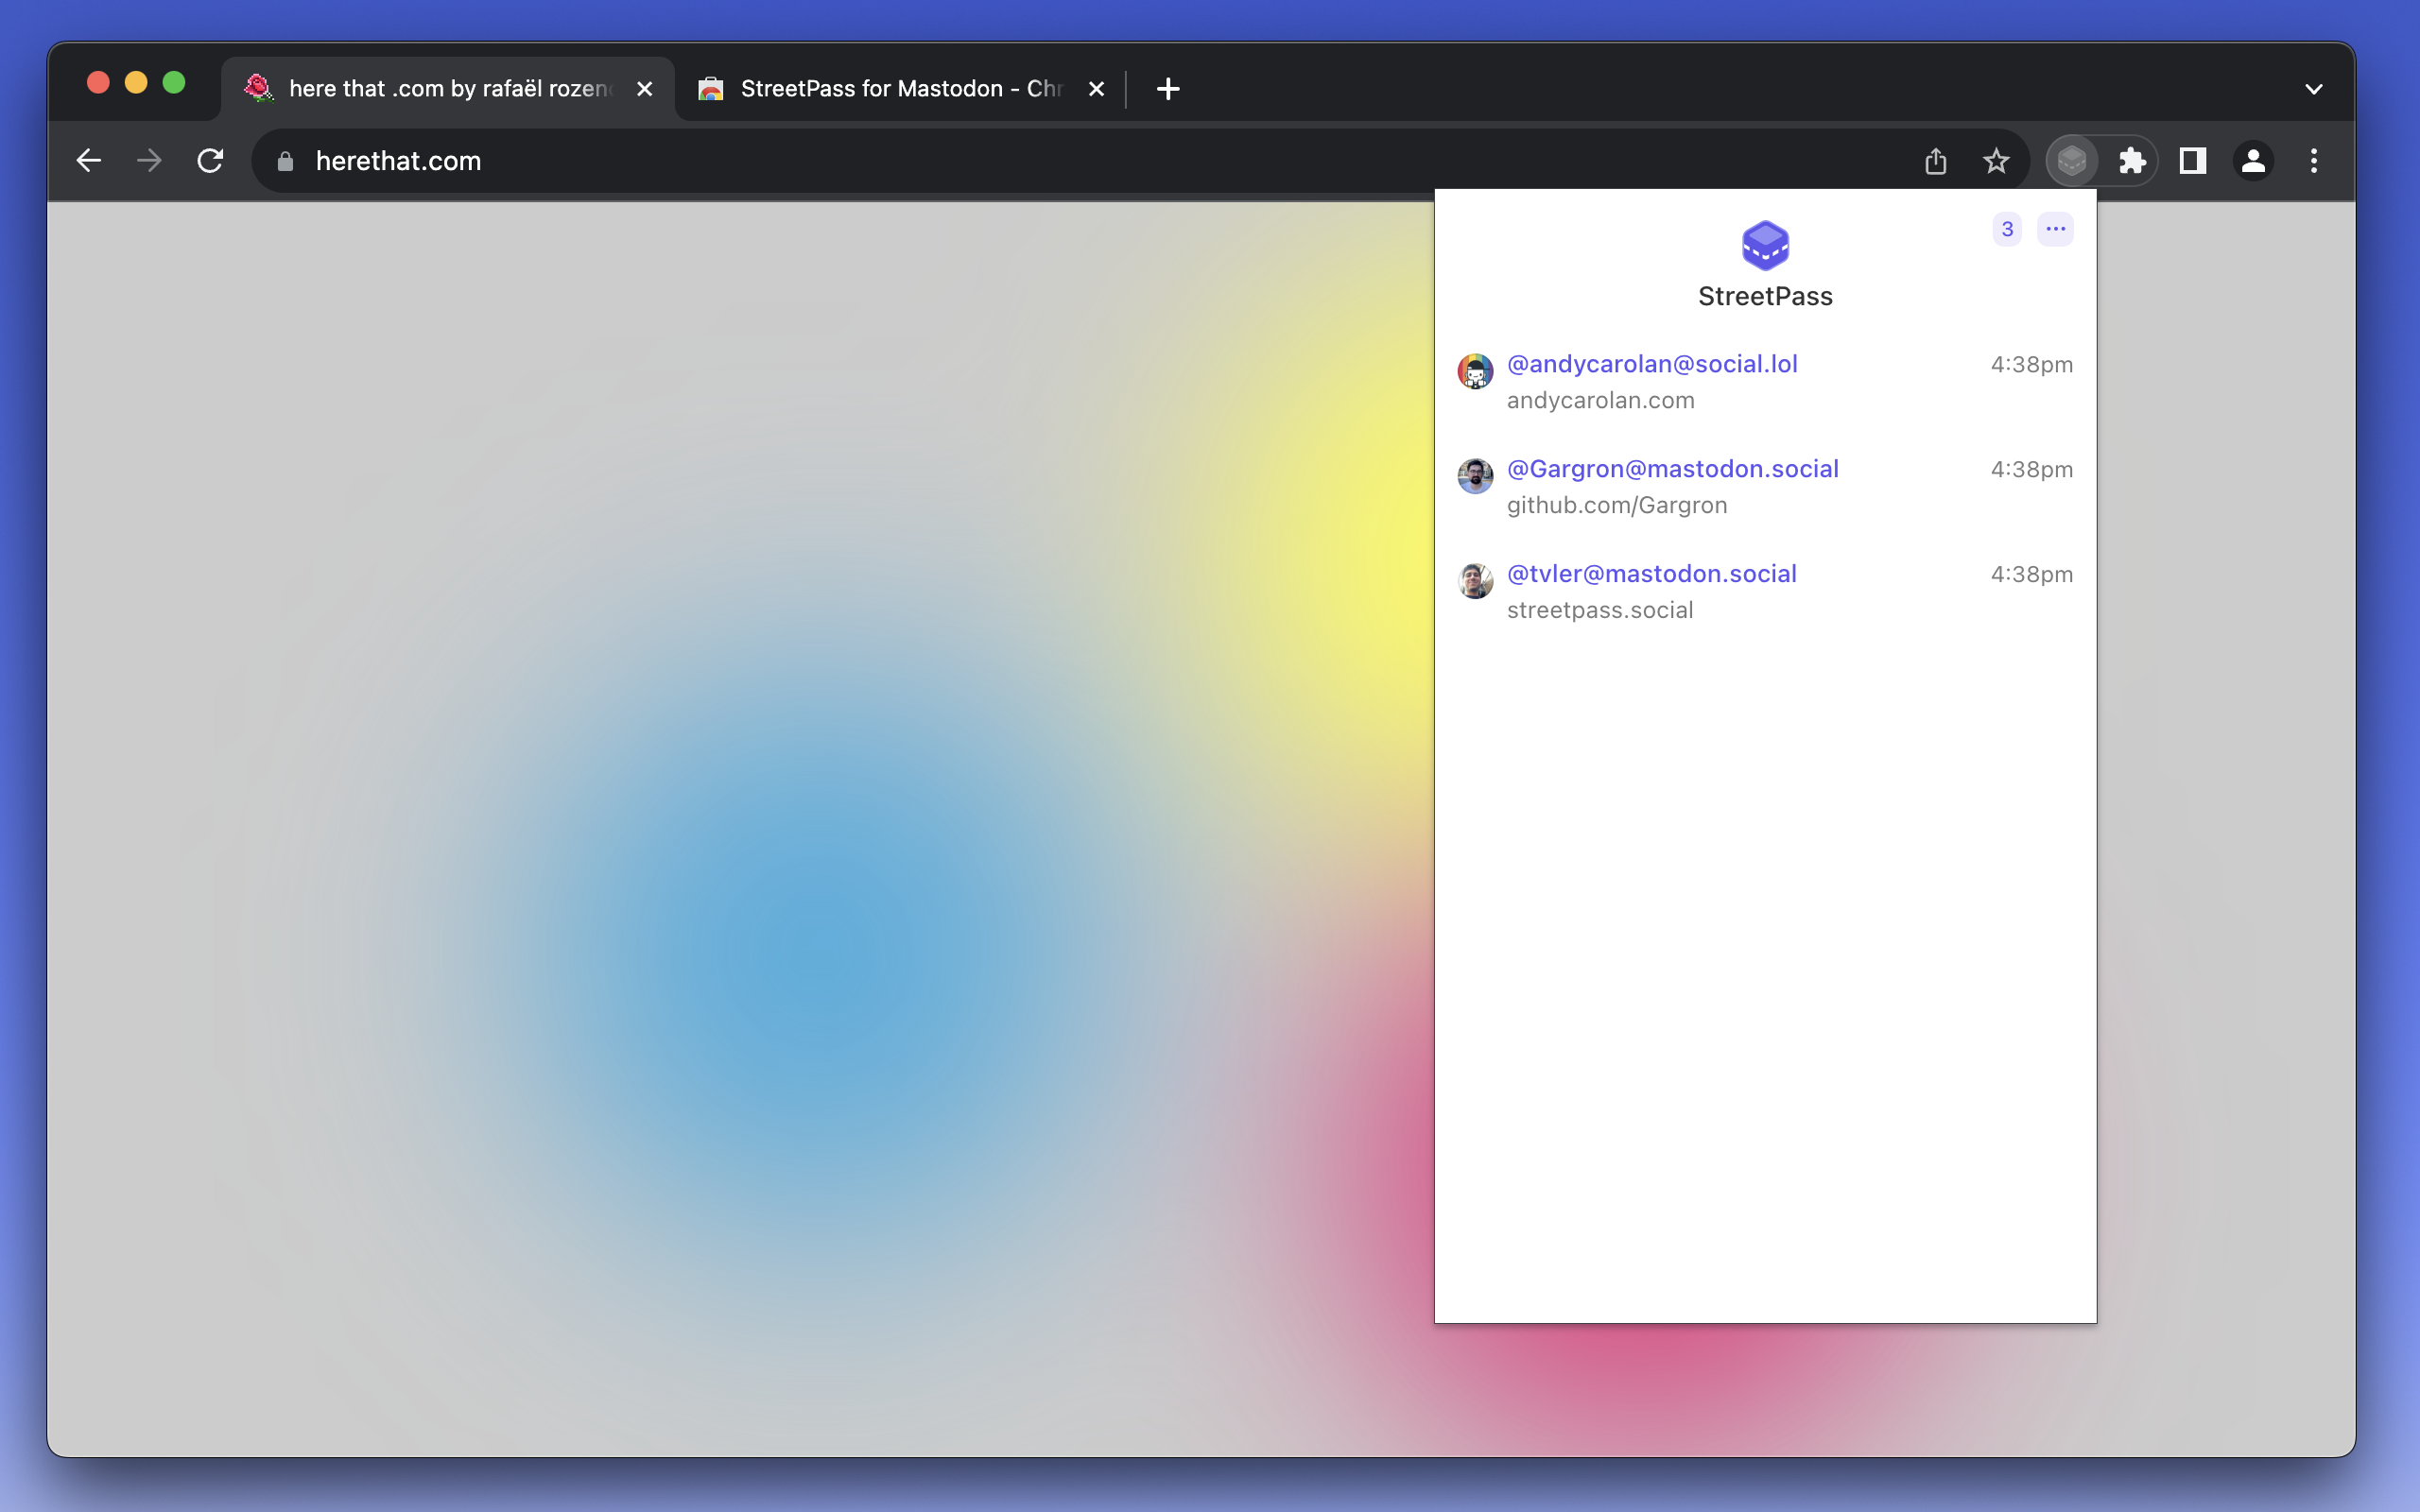 here that .com by rafaël rozen
StreetPass for Mastodon - Chr
herethat.com
3
StreetPass
@andycarolan@social.lol 4:38pm
andycarolan.com
@Gargron@mastodon.social 4:38pm
github.com/Gargron
@tvler@mastodon.social 4:38pm
streetpass.social